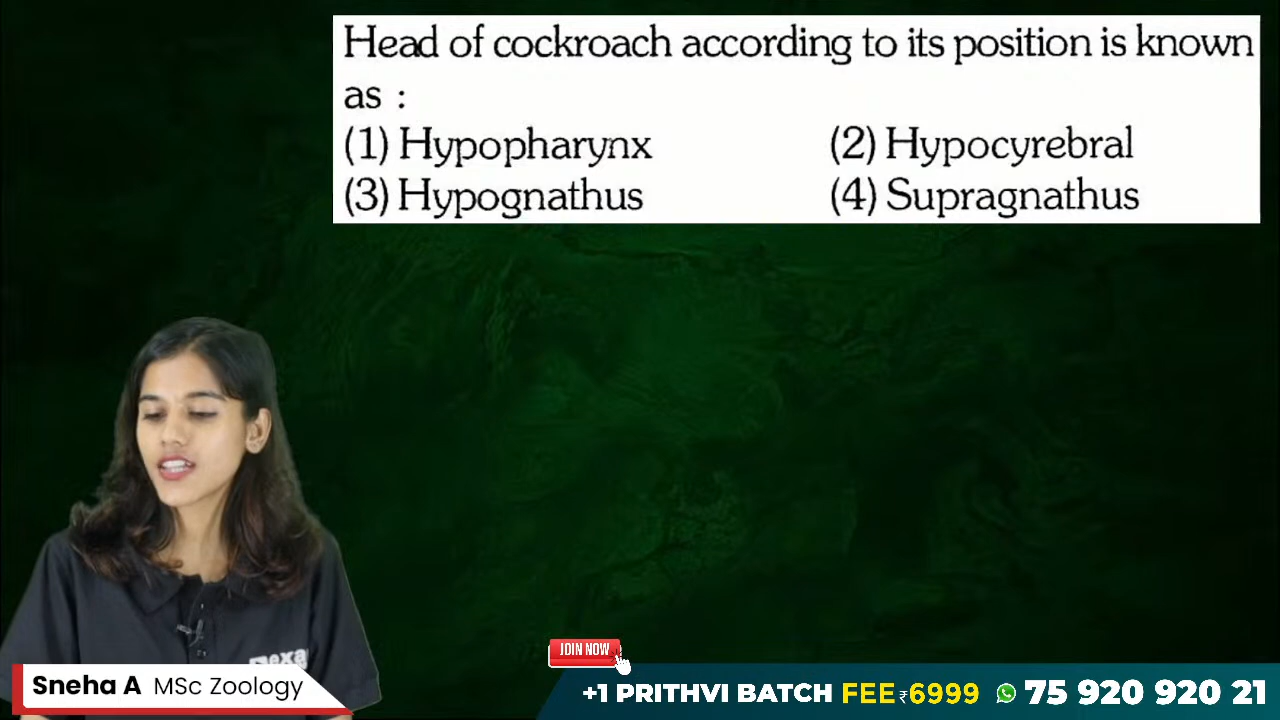 Head of cockroach according to its position is known
as :
(1) Hypopharynx (2) Hypocyrebral
(3) Hypognathus (4) Supragnathus
exa
JOIN NOW
Sneha A MSc Zoology
+1 PRITHVI BATCH FEE ₹6999 75 920 920 21